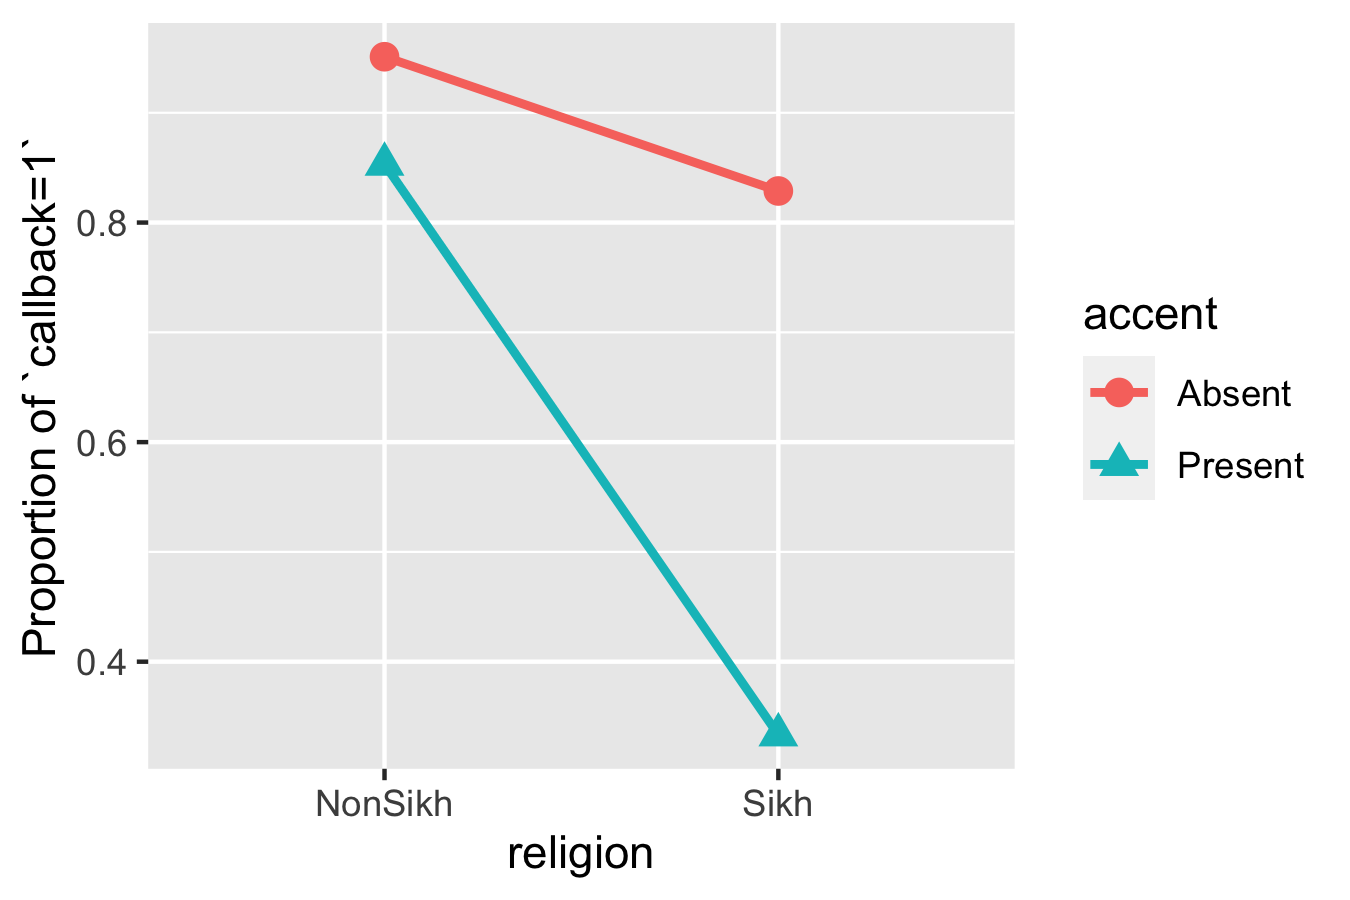 Proportion of `callback=1`
0.8
0.6
0.4
NonSikh
Sikh
religion
accent
Absent
Present